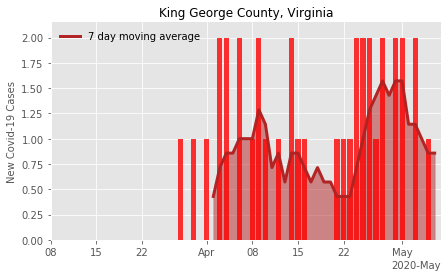 King George County, Virginia
7 day moving average
New Covid-19 Cases
2.00
1.75
1.50
1.25
1.00
0.75
0.50
0.25
0.00
08 15 22 Apr 08 15 22 May
2020-May